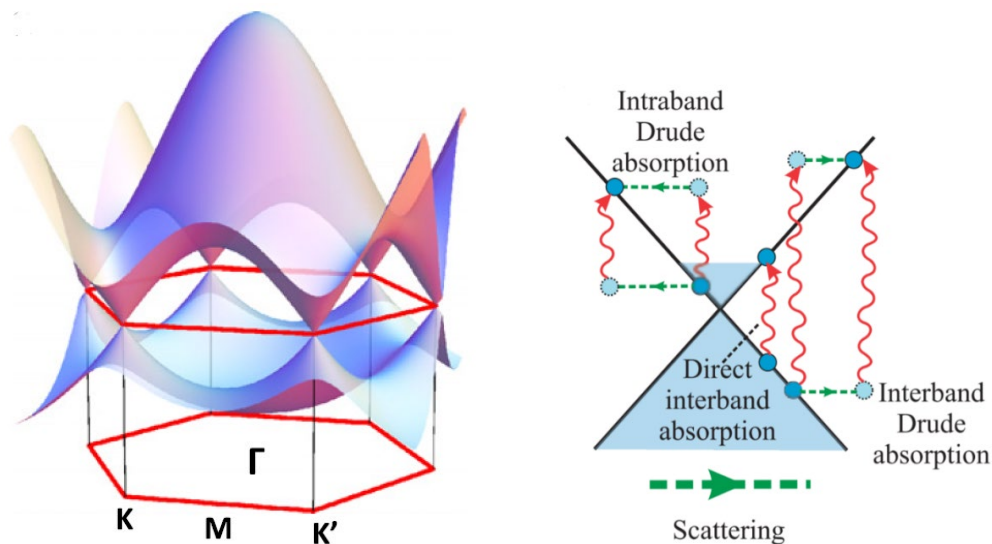 Γ
K
M
K’
Intraband
Drude
absorption
Direct
interband
absorption
Interband
Drude
absorption
Scattering